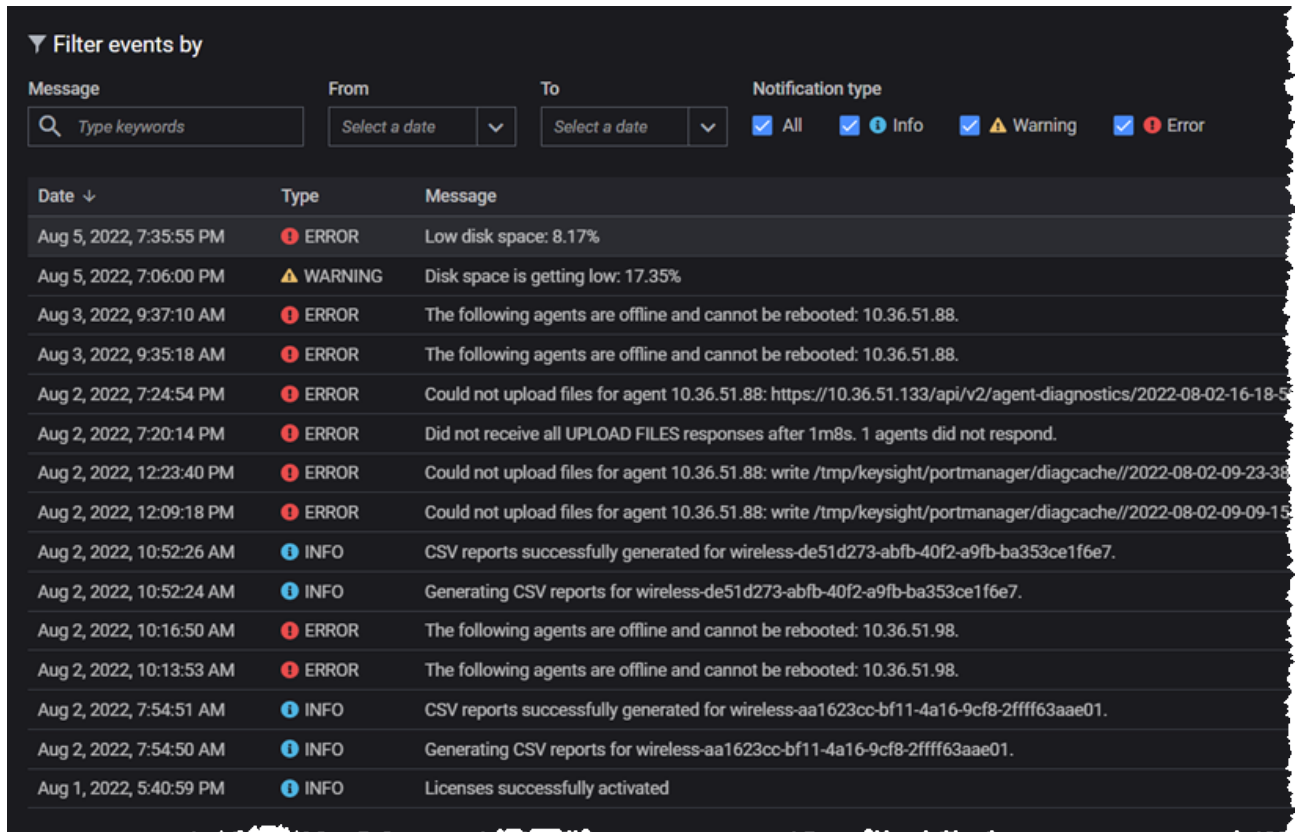 Filter events by
Message From To Notification type
Type keywords Select a date Select a date All Info Warning Error
Date Type Message
Aug 5, 2022, 7:35:55 PM ERROR Low disk space: 8.17%
Aug 5, 2022, 7:06:00 PM WARNING Disk space is getting low: 17.35%
Aug 3, 2022, 9:37:10 AM ERROR The following agents are offline and cannot be rebooted: 10.36.51.88.
Aug 3, 2022, 9:35:18 AM ERROR The following agents are offline and cannot be rebooted: 10.36.51.88.
Aug 2, 2022, 7:24:54 PM ERROR Could not upload files for agent 10.36.51.88: https://10.36.51.133/api/v2/agent-diagnostics/2022-08-02-16-18-5
Aug 2, 2022, 7:20:14 PM ERROR Did not receive all UPLOAD FILES responses after 1m8s. 1 agents did not respond.
Aug 2, 2022, 12:23:40 PM ERROR Could not upload files for agent 10.36.51.88: write /tmp/keysight/portmanager/diagcache//2022-08-02-09-23-38
Aug 2, 2022, 12:09:18 PM ERROR Could not upload files for agent 10.36.51.88: write /tmp/keysight/portmanager/diagcache//2022-08-02-09-09-15
Aug 2, 2022, 10:52:26 AM INFO CSV reports successfully generated for wireless-de51d273-abfb-40f2-a9fb-ba353ce1f6e7.
Aug 2, 2022, 10:52:24 AM INFO Generating CSV reports for wireless-de51d273-abfb-40f2-a9fb-ba353ce1f6e7.
Aug 2, 2022, 10:16:50 AM ERROR The following agents are offline and cannot be rebooted: 10.36.51.98.
Aug 2, 2022, 10:13:53 AM ERROR The following agents are offline and cannot be rebooted: 10.36.51.98.
Aug 2, 2022, 7:54:51 AM INFO CSV reports successfully generated for wireless-aa1623cc-bf11-4a16-9cf8-2ffff63aae01.
Aug 2, 2022, 7:54:50 AM INFO Generating CSV reports for wireless-aa1623cc-bf11-4a16-9cf8-2ffff63aae01.
Aug 1, 2022, 5:40:59 PM INFO Licenses successfully activated